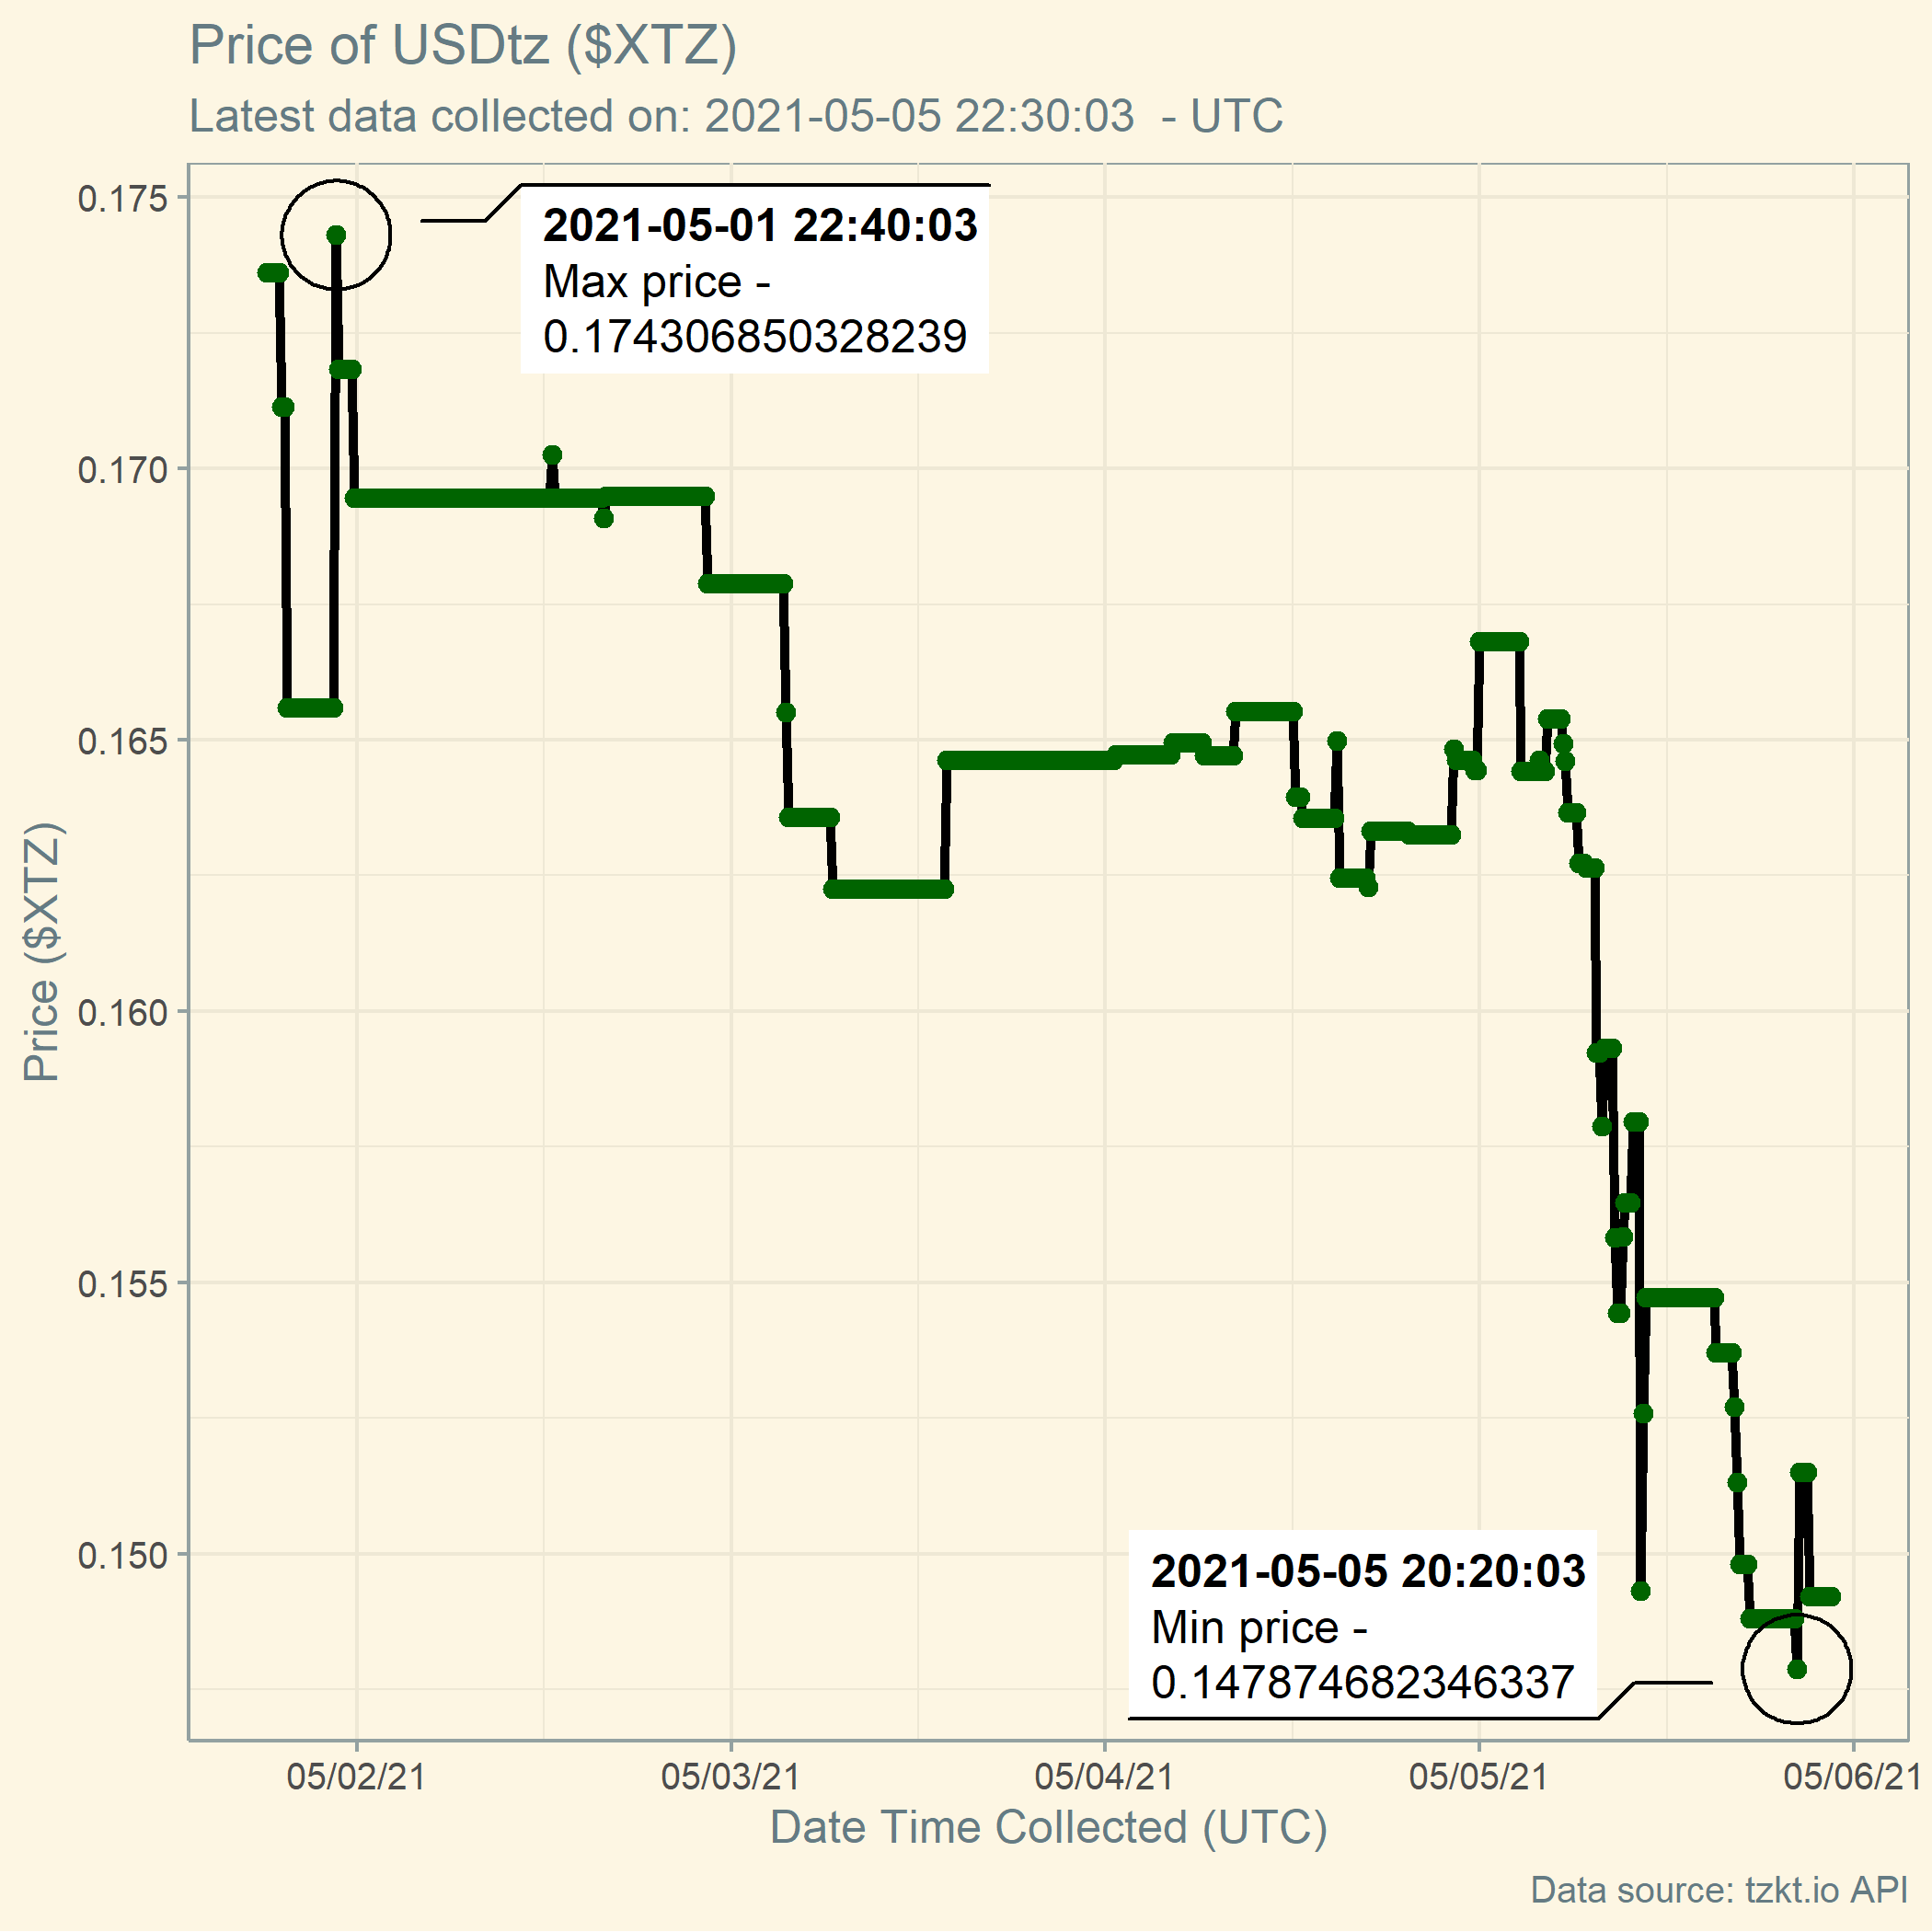 Price of USDtz ($XTZ)
Latest data collected on: 2021-05-05 22:30:03  - UTC
0.175
0.170
0.165
0.160
0.155
0.150
Price ($XTZ)
2021-05-01 22:40:03
Max price -
0.174306850328239
2021-05-05 20:20:03
Min price -
0.147874682346337
05/02/21
05/03/21
05/04/21
05/05/21
05/06/21
Date Time Collected (UTC)
Data source: tzkt.io API